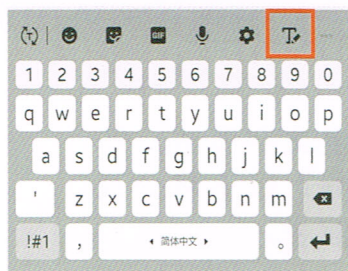 (T) GIF T
1 2 3 4 5 6 7 8 9 0
q w e r t y u i o p
a s d f g h j k l
' z x c v b n m
!#1 , 简体中文 。